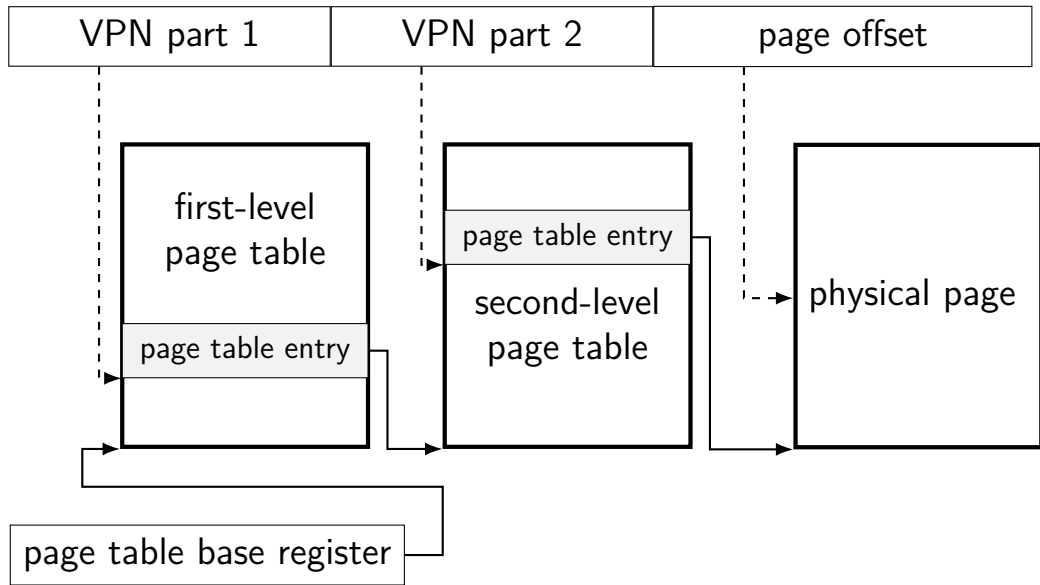 VPN part 1
VPN part 2
page offset
first-level
page table
page table entry
page table entry
second-level
page table
physical page
page table base register